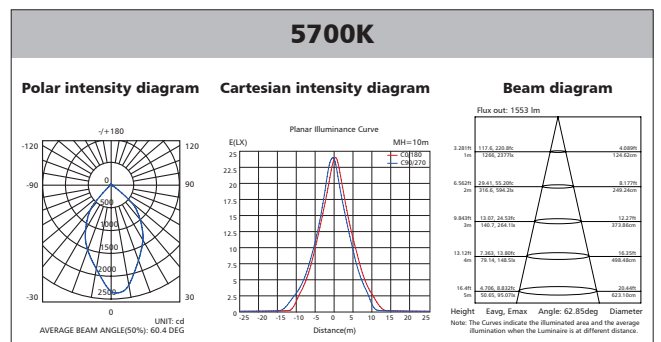 5700K
Polar intensity diagram
Cartesian intensity diagram
Beam diagram
-/+180
-120
120
-90
90
0
500
1000
1500
2000
2500
-30
30
0
UNIT: cd
AVERAGE BEAM ANGLE(50%): 60.4 DEG
Planar Illuminance Curve
E(LX)
MH=10m
C0/180
C90/270
25
22.5
20
17.5
15
12.5
10
7.5
5
2.5
0
-25 -20 -15 -10 -5 0 5 10 15 20 25
Distance(m)
Flux out: 1553 lm
3.281ft 117.6, 220.8fc 4.089ft
1m 1266, 2377lx 124.62cm
6.562ft 29.41, 55.20fc 8.177ft
2m 316.6, 594.2lx 249.24cm
9.843ft 13.07, 24.53fc 12.27ft
3m 140.7, 264.1lx 373.86cm
13.12ft 7.363, 13.80fc 16.35ft
4m 79.14, 148.5lx 498.48cm
16.4ft 4.706, 8.832fc 20.44ft
5m 50.65, 95.07lx 623.10cm
Height Eavg, Emax Angle: 62.85deg Diameter
Note: The Curves indicate the illuminated area and the average
illumination when the Luminaire is at different distance.